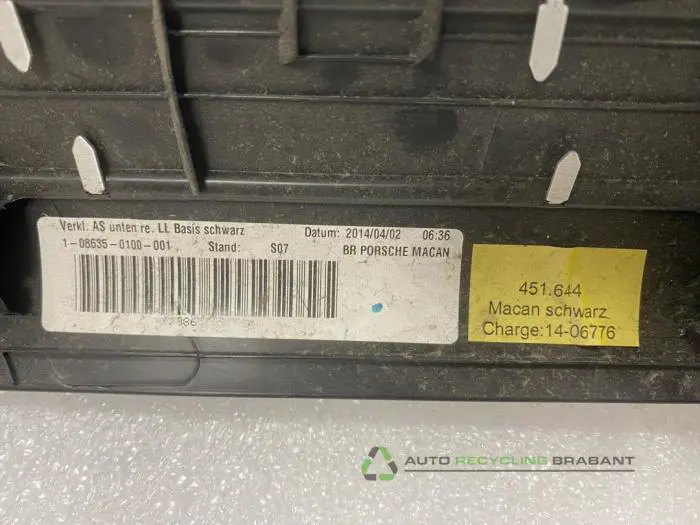 Verkl. AS unten re. LL Basis schwarz Datum: 2014/04/02 06:36
1-08635-0100-001 Stand: S07 BR PORSCHE MACAN
451.644
Macan schwarz
Charge:14-06776
AUTO RECYCLING BRABANT